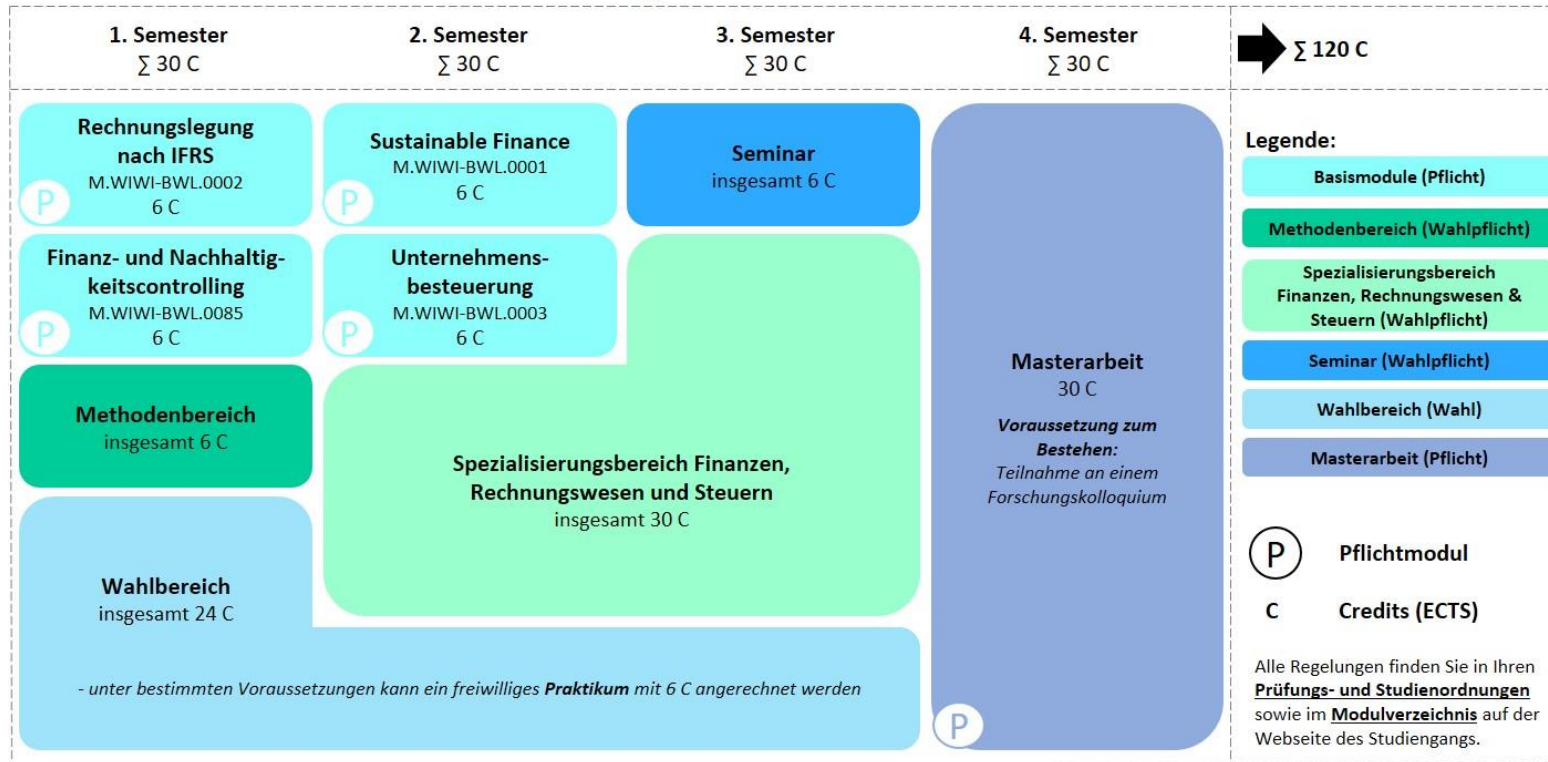 1. Semester
∑ 30 C
2. Semester
∑ 30 C
3. Semester
∑ 30 C
4. Semester
∑ 30 C
∑ 120 C
Rechnungslegung
nach IFRS
M.WIWI-BWL.0002
6 C
P
Sustainable Finance
M.WIWI-BWL.0001
6 C
P
Seminar
insgesamt 6 C
Finanz- und Nachhaltig-
keitscontrolling
M.WIWI-BWL.0085
6 C
P
Unternehmens-
besteuerung
M.WIWI-BWL.0003
6 C
P
Methodenbereich
insgesamt 6 C
Spezialisierungsbereich Finanzen,
Rechnungswesen und Steuern
insgesamt 30 C
Wahlbereich
insgesamt 24 C
- unter bestimmten Voraussetzungen kann ein freiwilliges Praktikum mit 6 C angerechnet werden
Masterarbeit
30 C
Voraussetzung zum
Bestehen:
Teilnahme an einem
Forschungskolloquium
P
Legende:
Basismodule (Pflicht)
Methodenbereich (Wahlpflicht)
Spezialisierungsbereich
Finanzen, Rechnungswesen &
Steuern (Wahlpflicht)
Seminar (Wahlpflicht)
Wahlbereich (Wahl)
Masterarbeit (Pflicht)
P Pflichtmodul
C Credits (ECTS)
Alle Regelungen finden Sie in Ihren
Prüfungs- und Studienordnungen
sowie im Modulverzeichnis auf der
Webseite des Studiengangs.